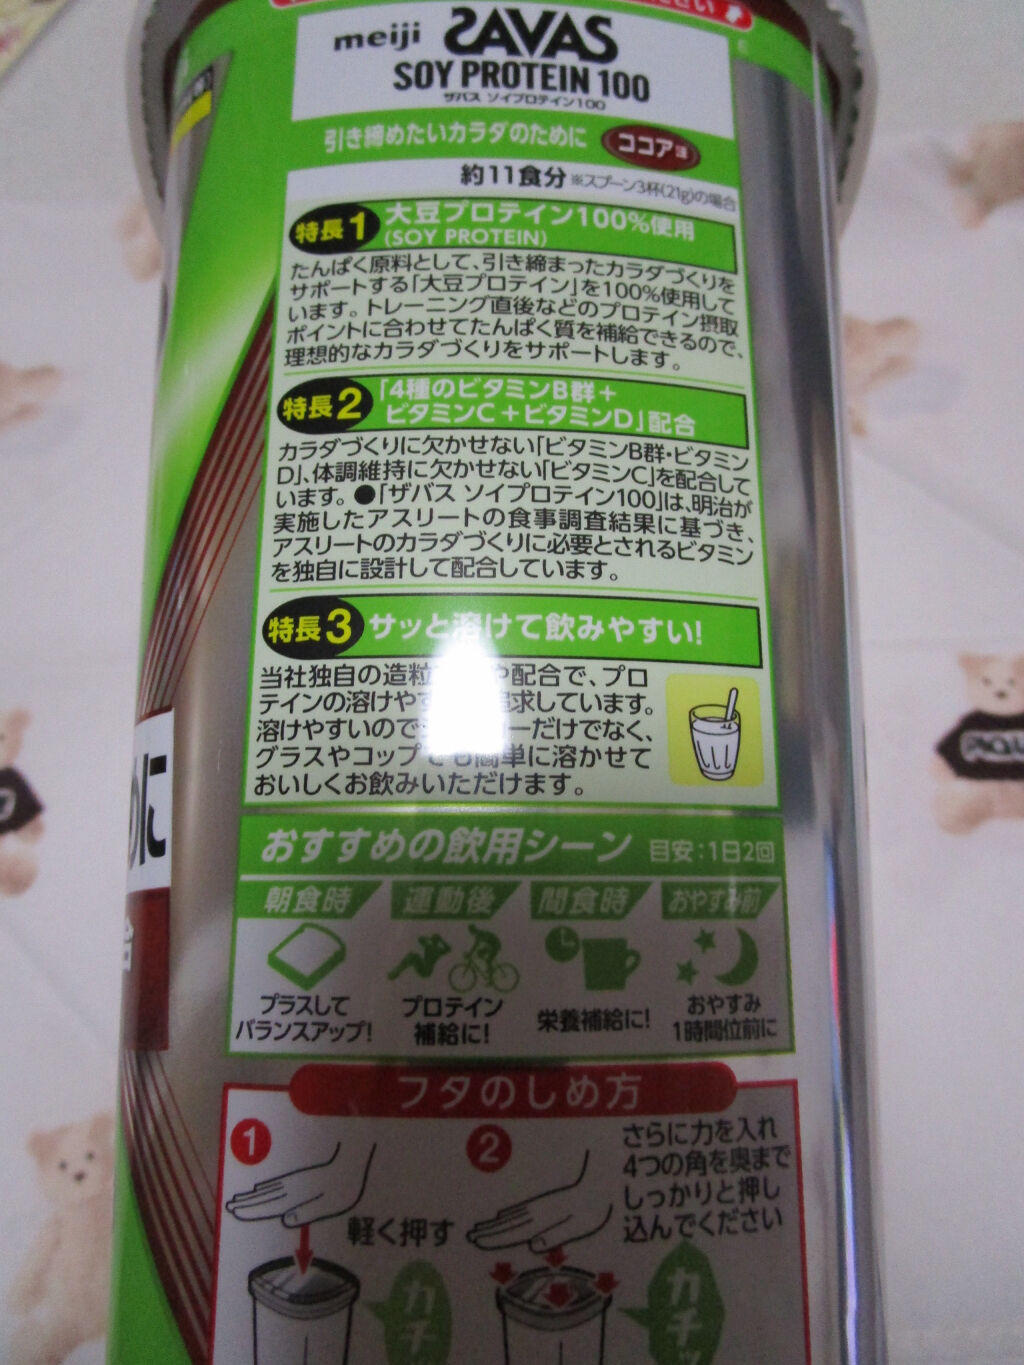 meiji SAVAS
SOY PROTEIN 100
ザバス ソイプロテイン100
引き締めたいカラダのために ココア味
約11食分 ※スプーン3杯(21g)の場合
特長1 大豆プロテイン100%使用
(SOY PROTEIN)
たんぱく原料として、引き締まったカラダづくりを
サポートする「大豆プロテイン」を100%使用して
います。トレーニング直後などのプロテイン摂取
ポイントに合わせてたんぱく質を補給できるので、
理想的なカラダづくりをサポートします。
特長2 「4種のビタミンB群+
ビタミンC+ビタミンD」配合
カラダづくりに欠かせない「ビタミンB群・ビタミン
D」、体調維持に欠かせない「ビタミンC」を配合して
います。●「ザバス ソイプロテイン100」は、明治が
実施したアスリートの食事調査結果に基づき、
アスリートのカラダづくりに必要とされるビタミン
を独自に設計して配合しています。
特長3 サッと溶けて飲みやすい!
当社独自の造粒 や配合で、プロ
テインの溶けやす 追求しています。
溶けやすいので ーだけでなく、
グラスやコップでも簡単に溶かせて
おいしくお飲みいただけます。
おすすめの飲用シーン 目安:1日2回
朝食時 運動後 間食時 おやすみ前
プラスして
バランスアップ!
プロテイン
補給に!
栄養補給に!
おやすみ
1時間位前に
フタのしめ方
1
軽く押す
カチ
2
さらに力を入れ
4つの角を奥まで
しっかりと押し
込んでください
カチッ